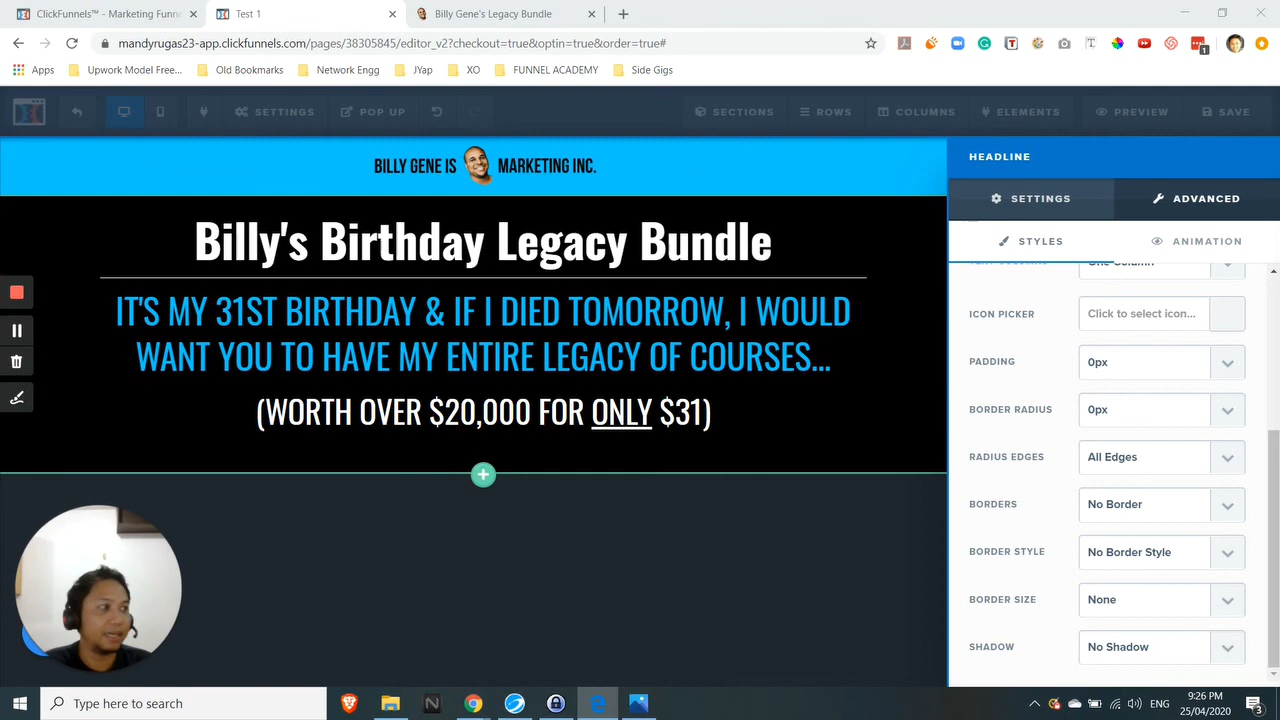 ClickFunnels™ - Marketing Funne
Test 1
Billy Gene's Legacy Bundle
mandyrugas23-app.clickfunnels.com/pages/38305845/editor_v2?checkout=true&optin=true&order=true#
Apps
Upwork Model Free...
Old Bookmarks
Network Engg
JYap
XO
FUNNEL ACADEMY
Side Gigs
SETTINGS
POP UP
SECTIONS
ROWS
COLUMNS
ELEMENTS
PREVIEW
SAVE
BILLY GENE IS MARKETING INC.
Billy's Birthday Legacy Bundle
IT'S MY 31ST BIRTHDAY & IF I DIED TOMORROW, I WOULD
WANT YOU TO HAVE MY ENTIRE LEGACY OF COURSES...
(WORTH OVER $20,000 FOR ONLY $31)
HEADLINE
SETTINGS
ADVANCED
STYLES
ANIMATION
One Column
ICON PICKER
Click to select icon...
PADDING
0px
BORDER RADIUS
0px
RADIUS EDGES
All Edges
BORDERS
No Border
BORDER STYLE
No Border Style
BORDER SIZE
None
SHADOW
No Shadow
Type here to search
ENG
9:26 PM
25/04/2020
3